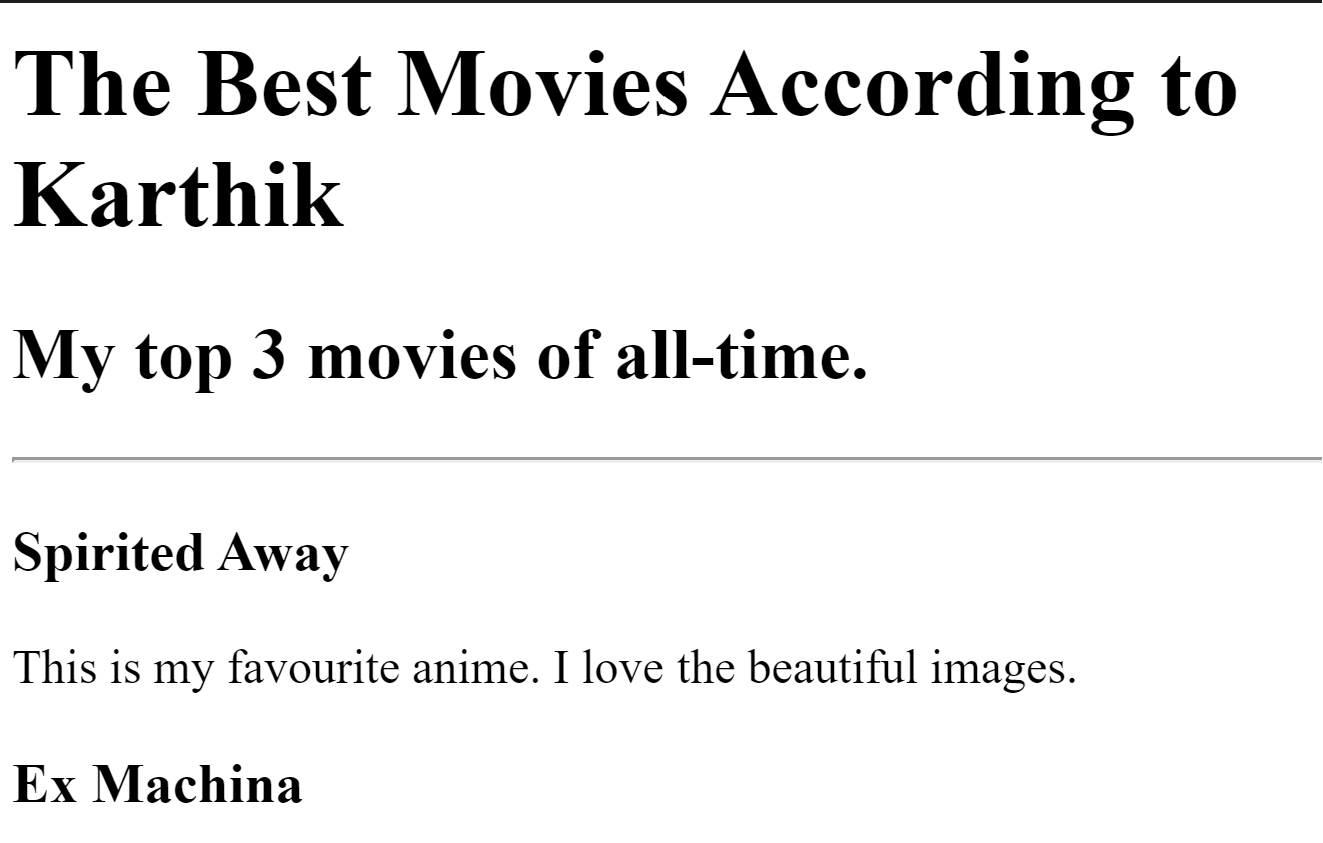 The Best Movies According to
Karthik
My top 3 movies of all-time.
Spirited Away
This is my favourite anime. I love the beautiful images.
Ex Machina